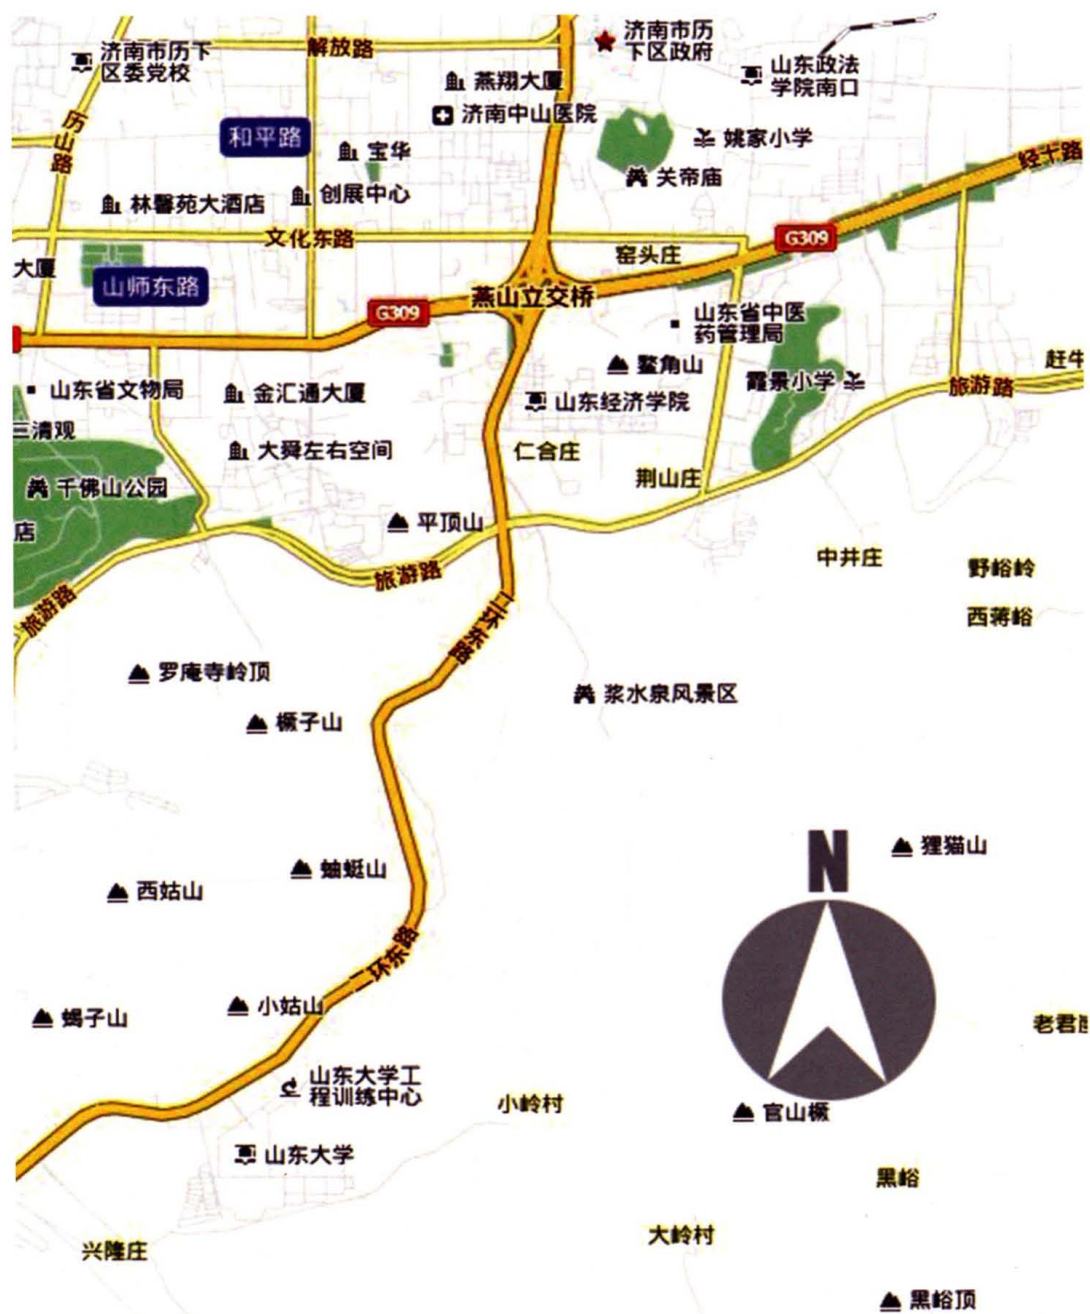 济南市历下
区委党校
解放路
济南市历
下区政府
山东政法
学院南口
燕翔大厦
济南中山医院
历山路
和平路
宝华
姚家小学
经十路
关帝庙
林馨苑大酒店
创展中心
文化东路
G309
窑头庄
大厦
山师东路
燕山立交桥
G309
山东省中医
药管理局
鳌角山
赶牛
山东省文物局
金汇通大厦
霞景小学
旅游路
山东经济学院
三清观
大舜左右空间
仁合庄
荆山庄
千佛山公园
平顶山
店
中井庄
旅游路
野峪岭
旅游路
二环东路
西蒋峪
罗庵寺岭顶
浆水泉风景区
橛子山
N
狸猫山
蚰蜒山
西姑山
二环东路
小姑山
蝎子山
老君
山东大学工
程训练中心
小岭村
官山橛
山东大学
黑峪
大岭村
兴隆庄
黑峪顶